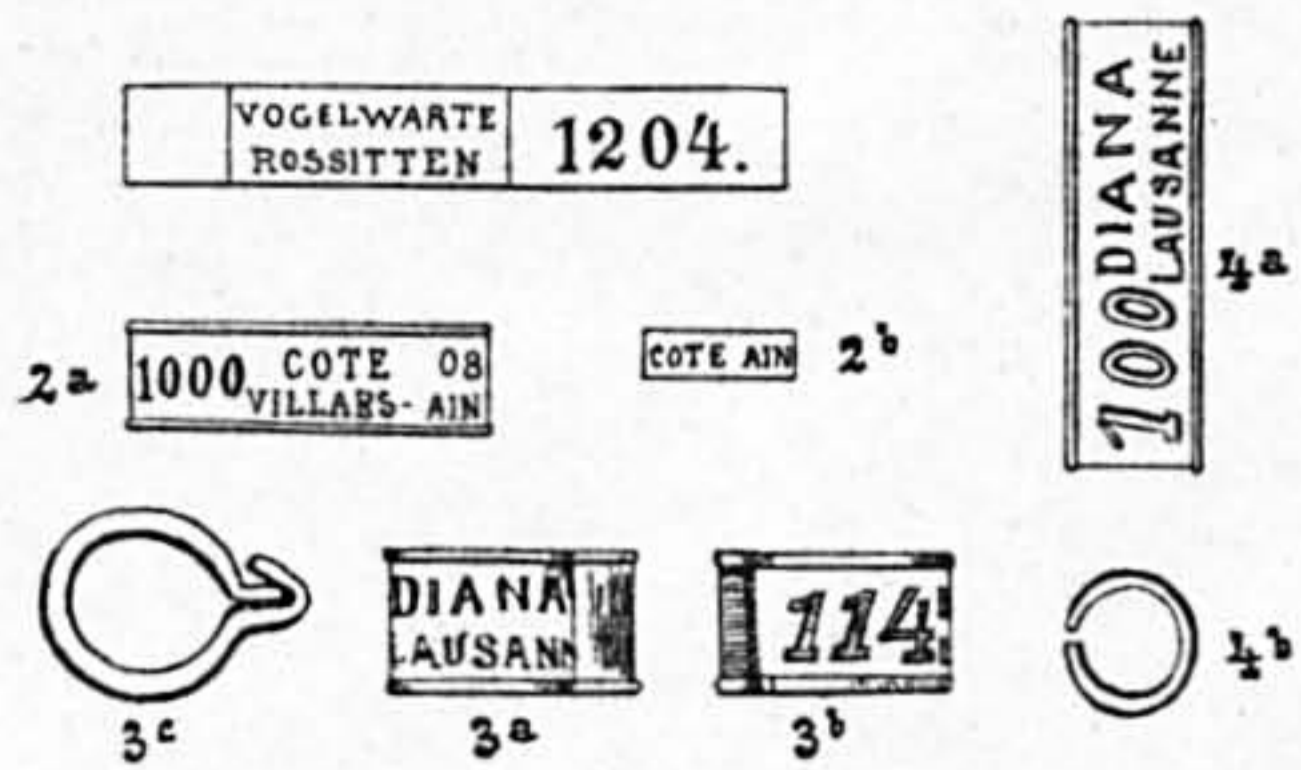 VOGELWARTE
ROSSITTEN
1204.
DIANA
LAUSANNE
100
4a
2a
1000 COTE 08
VILLARS- AIN
COTE AIN
2b
DIANA
LAUSANN
114
4b
3c
3a
3b